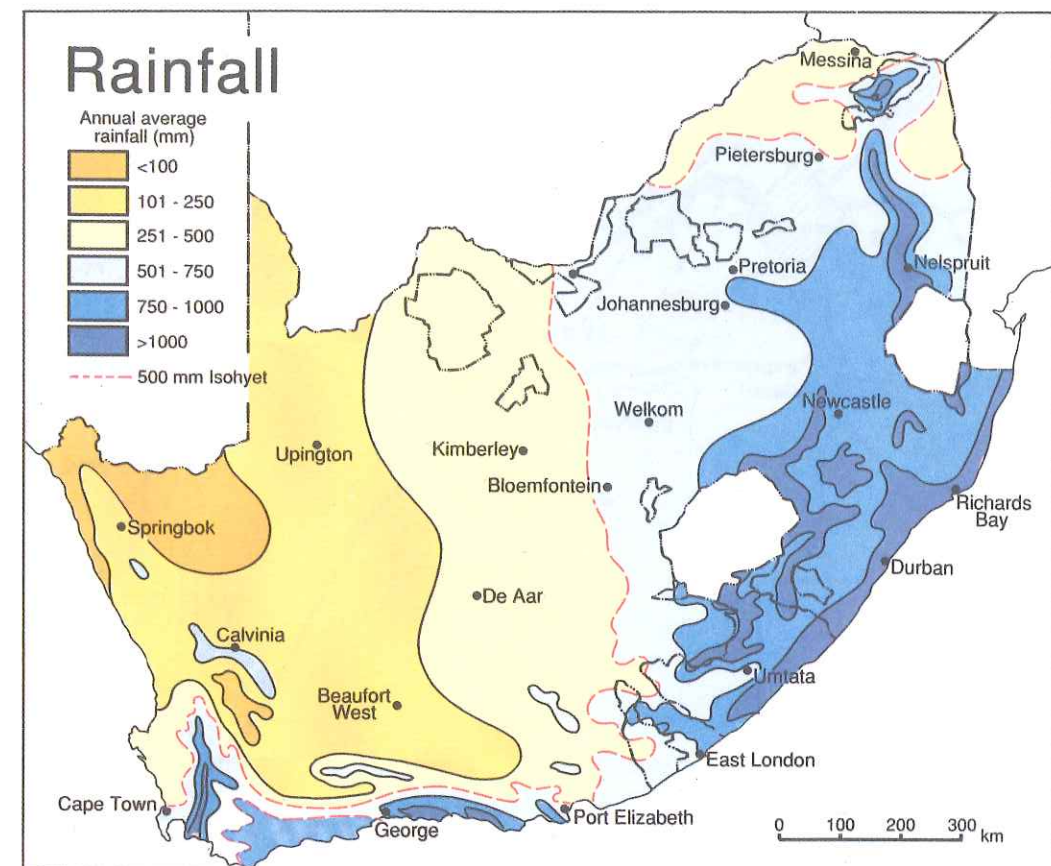 Rainfall
Annual average
rainfall (mm)
<100
101 - 250
251 - 500
501 - 750
750 - 1000
>1000
500 mm Isohyet
Messina
Pietersburg
Pretoria
Nelspruit
Johannesburg
Newcastle
Welkom
Upington
Kimberley
Bloemfontein
Richards
Bay
Springbok
Durban
De Aar
Calvinia
Umtata
Beaufort
West
East London
Cape Town
George
Port Elizabeth
0 100 200 300 km